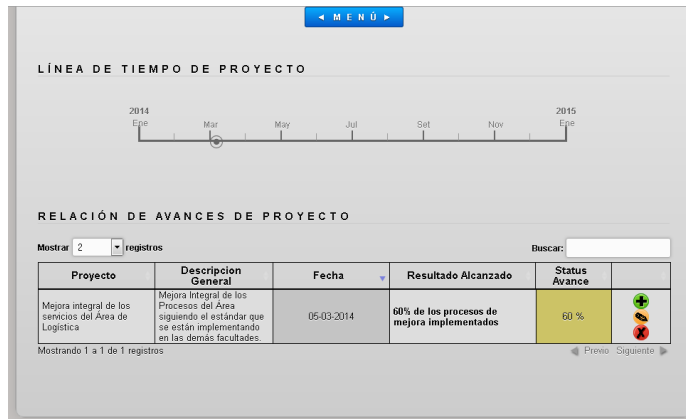 ◄ MENÚ ►
LÍNEA DE TIEMPO DE PROYECTO
2014 2015
Ene Mar May Jul Set Nov Ene
RELACIÓN DE AVANCES DE PROYECTO
Mostrar 2 registros Buscar:
Proyecto Descripcion General Fecha Resultado Alcanzado Status Avance
Mejora integral de los
servicios del Área de
Logística
Mejora Integral de los
Procesos del Área
siguiendo el estándar que
se están implementando
en las demás facultades.
05-03-2014
60% de los procesos de
mejora implementados
60 %
Mostrando 1 a 1 de 1 registros Previo Siguiente